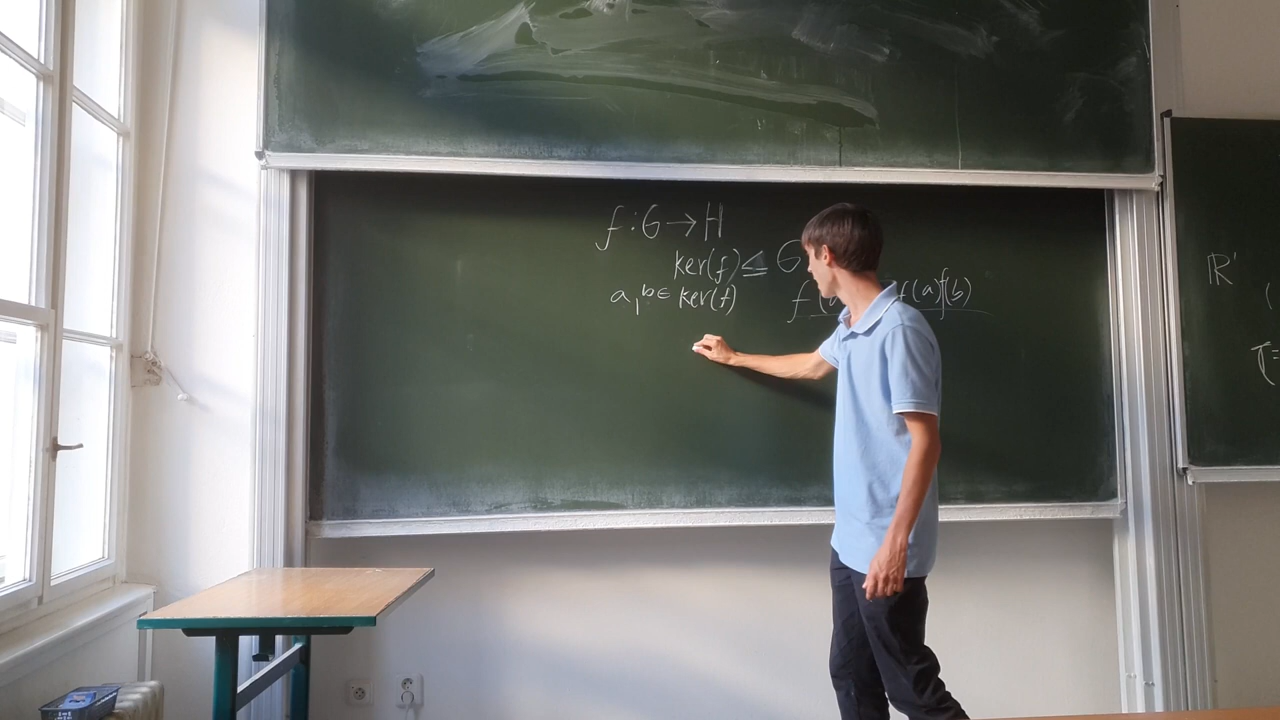 f : G → H
ker(f) ≤ G
a, b ∈ ker(f)
f( f(a)f(b)
ℝ'